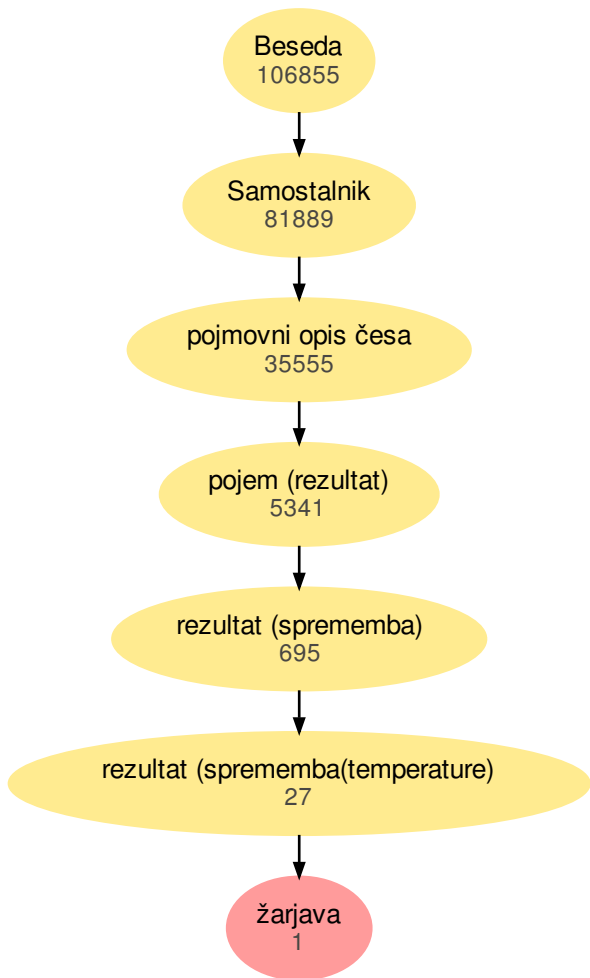 Beseda
106855
Samostalnik
81889
pojmovni opis česa
35555
pojem (rezultat)
5341
rezultat (sprememba)
695
rezultat (sprememba(temperature)
27
žarjava
1